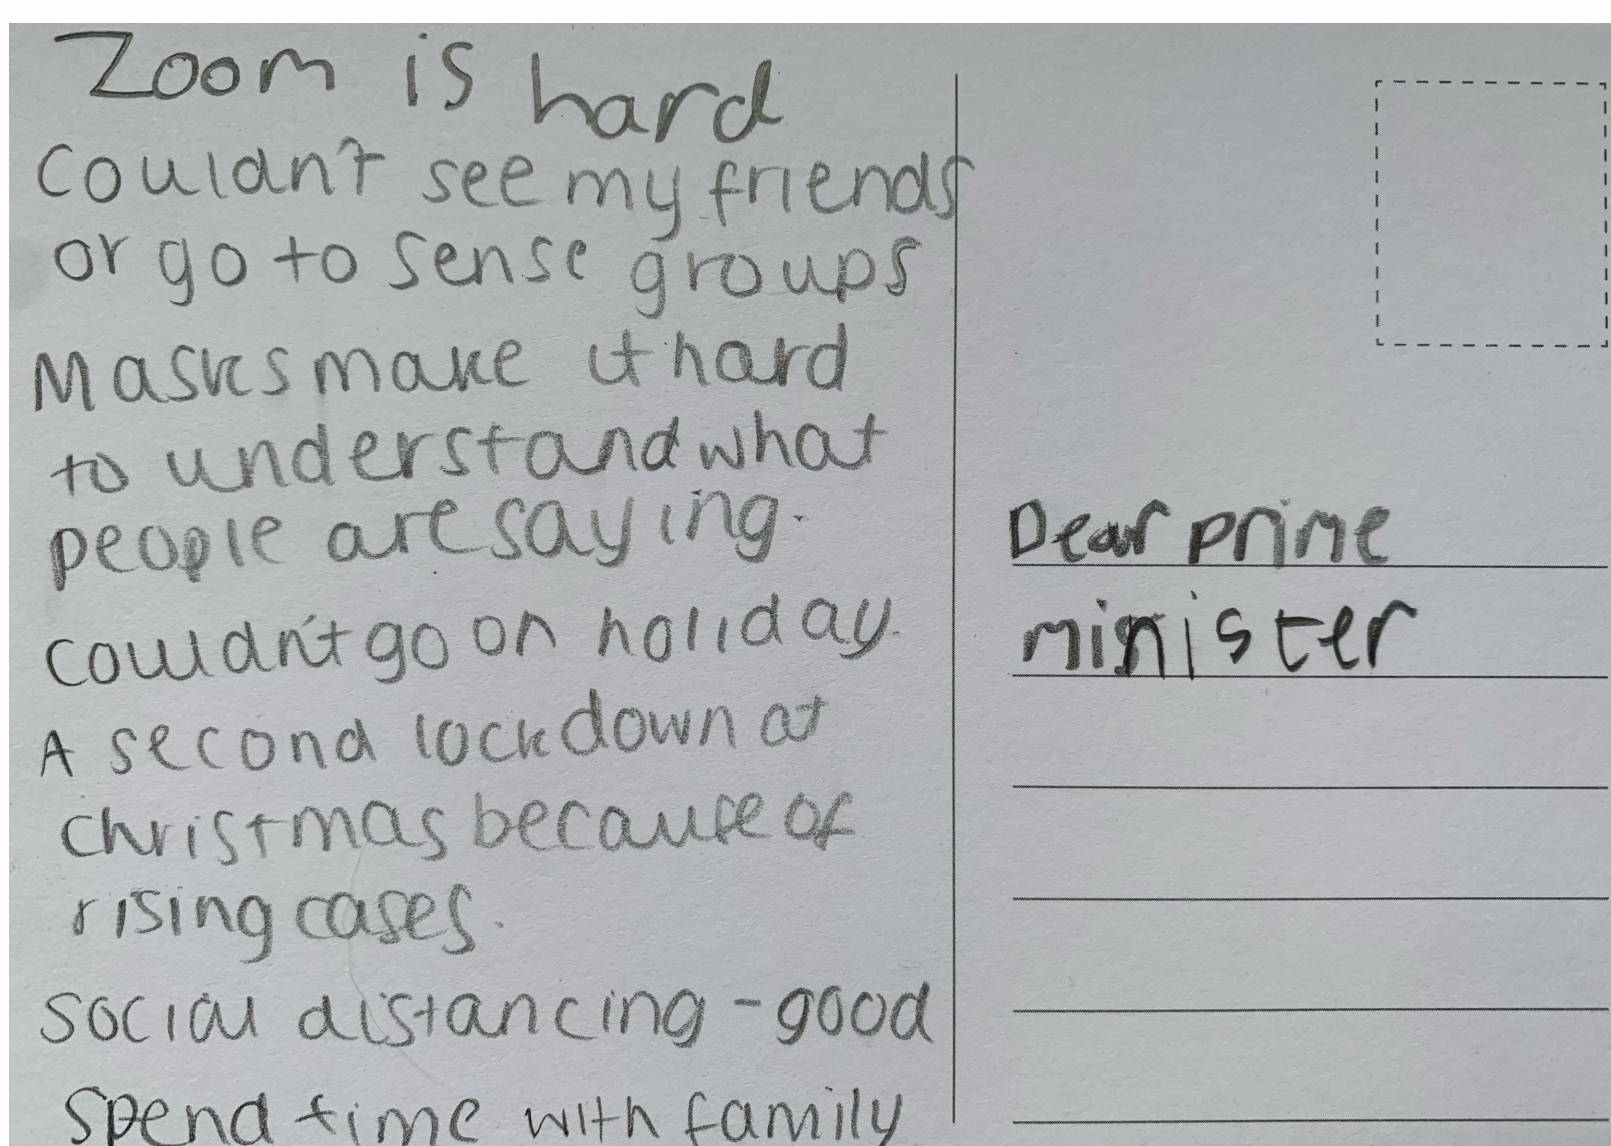 Zoom is hard
Couldn't see my friends
or go to sense groups
Masks make it hard
to understand what
people are saying.
Couldn't go on holiday.
A second lockdown at
christmas because of
rising cases.
Social distancing - good
Spend time with family
Dear prime
minister